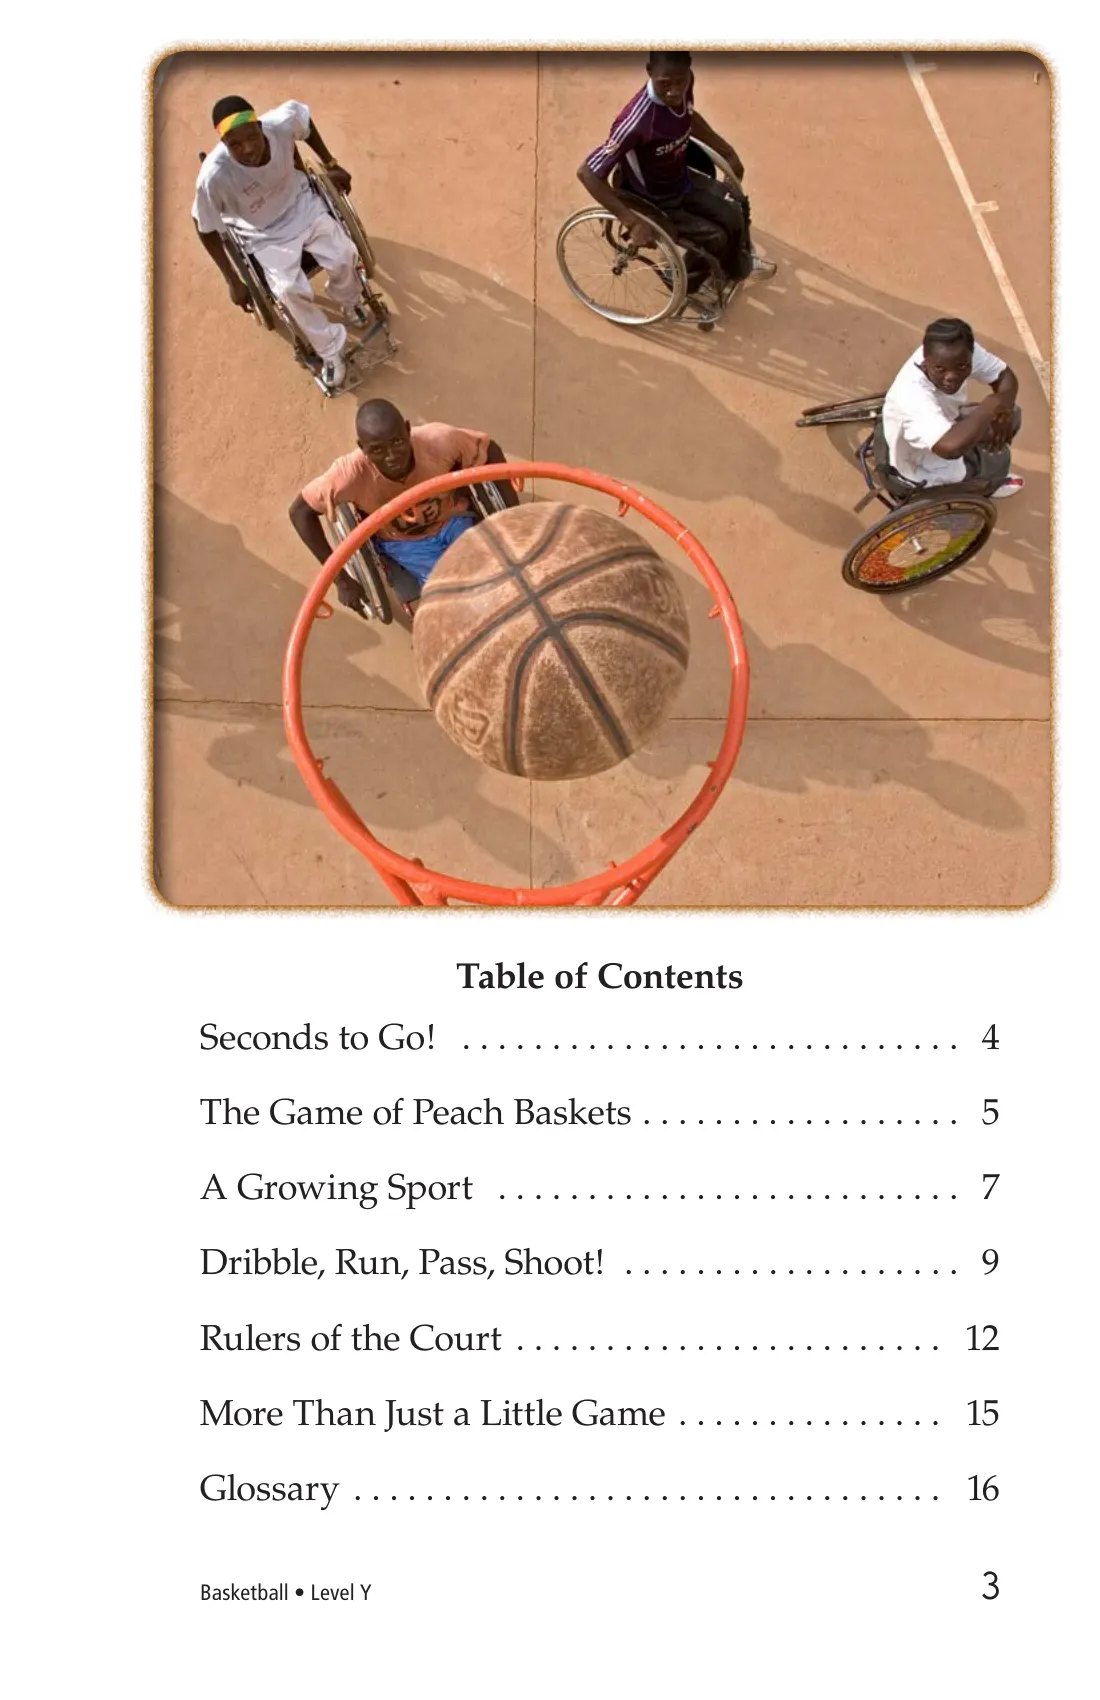 Table of Contents
Seconds to Go! . . . . . . . . . . . . . . . . . . . . . . . . . . . . 4
The Game of Peach Baskets . . . . . . . . . . . . . . . . . . 5
A Growing Sport . . . . . . . . . . . . . . . . . . . . . . . . . . 7
Dribble, Run, Pass, Shoot! . . . . . . . . . . . . . . . . . . . 9
Rulers of the Court . . . . . . . . . . . . . . . . . . . . . . . . 12
More Than Just a Little Game . . . . . . . . . . . . . . . 15
Glossary . . . . . . . . . . . . . . . . . . . . . . . . . . . . . . . . . 16
Basketball • Level Y 3